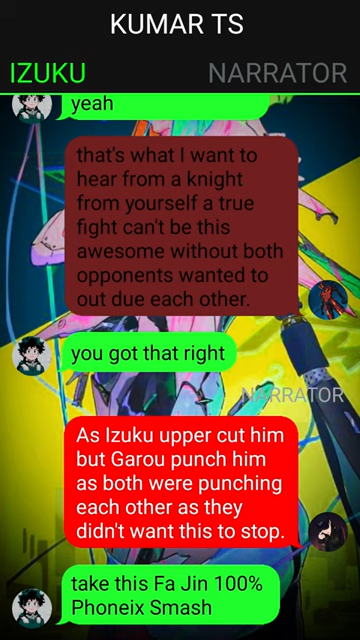 KUMAR TS
IZUKU
NARRATOR
yeah
that's what I want to
hear from a knight
from yourself a true
fight can't be this
awesome without both
opponents wanted to
out due each other.
you got that right
NARRATOR
As Izuku upper cut him
but Garou punch him
as both were punching
each other as they
didn't want this to stop.
take this Fa Jin 100%
Phoneix Smash